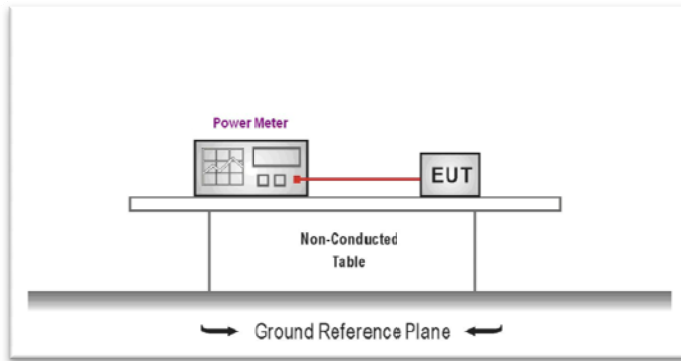 Power Meter
EUT
Non-Conducted
Table
Ground Reference Plane